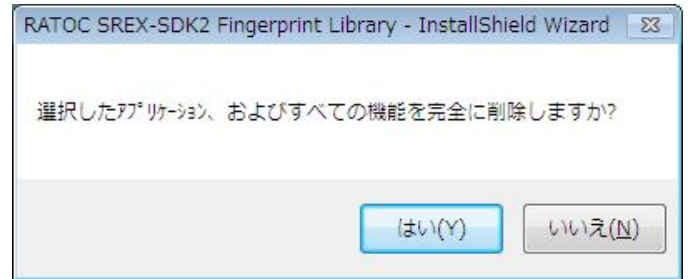 RATOC SREX-SDK2 Fingerprint Library - InstallShield Wizard
選択したｱﾌﾟﾘｹｰｼｮﾝ、およびすべての機能を完全に削除しますか?
はい(Y)
いいえ(N)